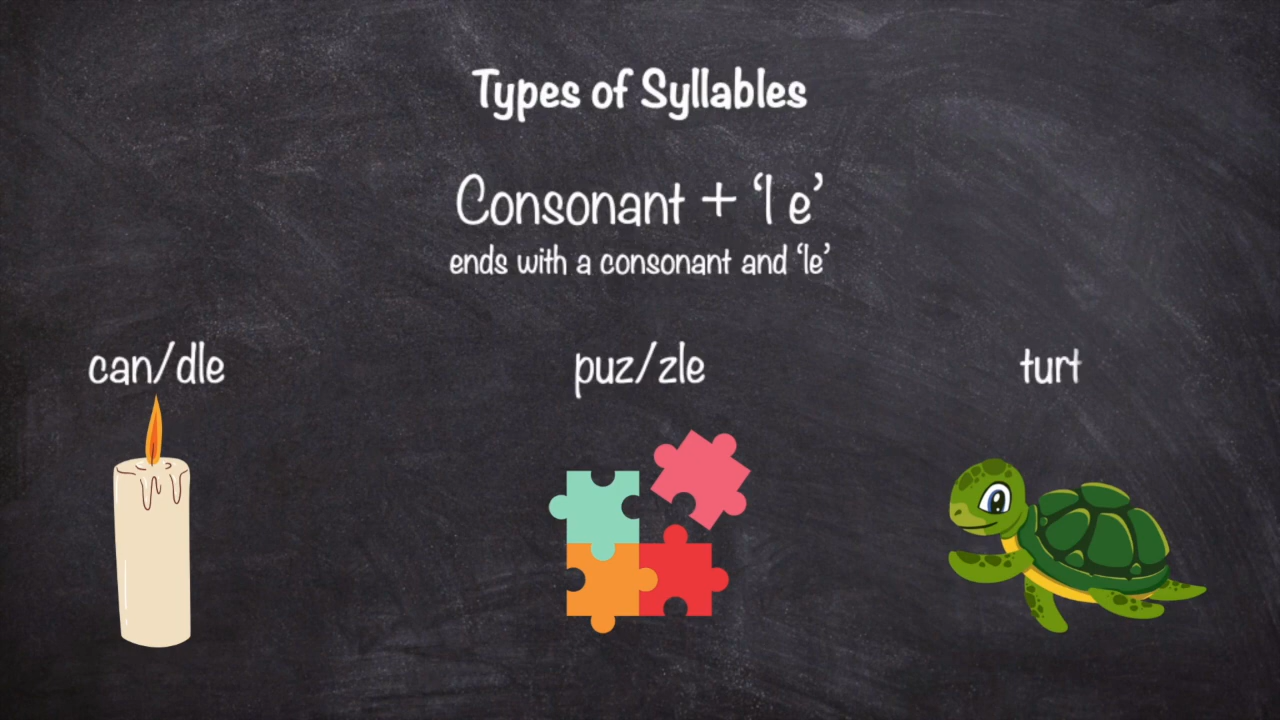 Types of Syllables
Consonant + ‘l e’
ends with a consonant and ‘le’
can/dle puz/zle turt